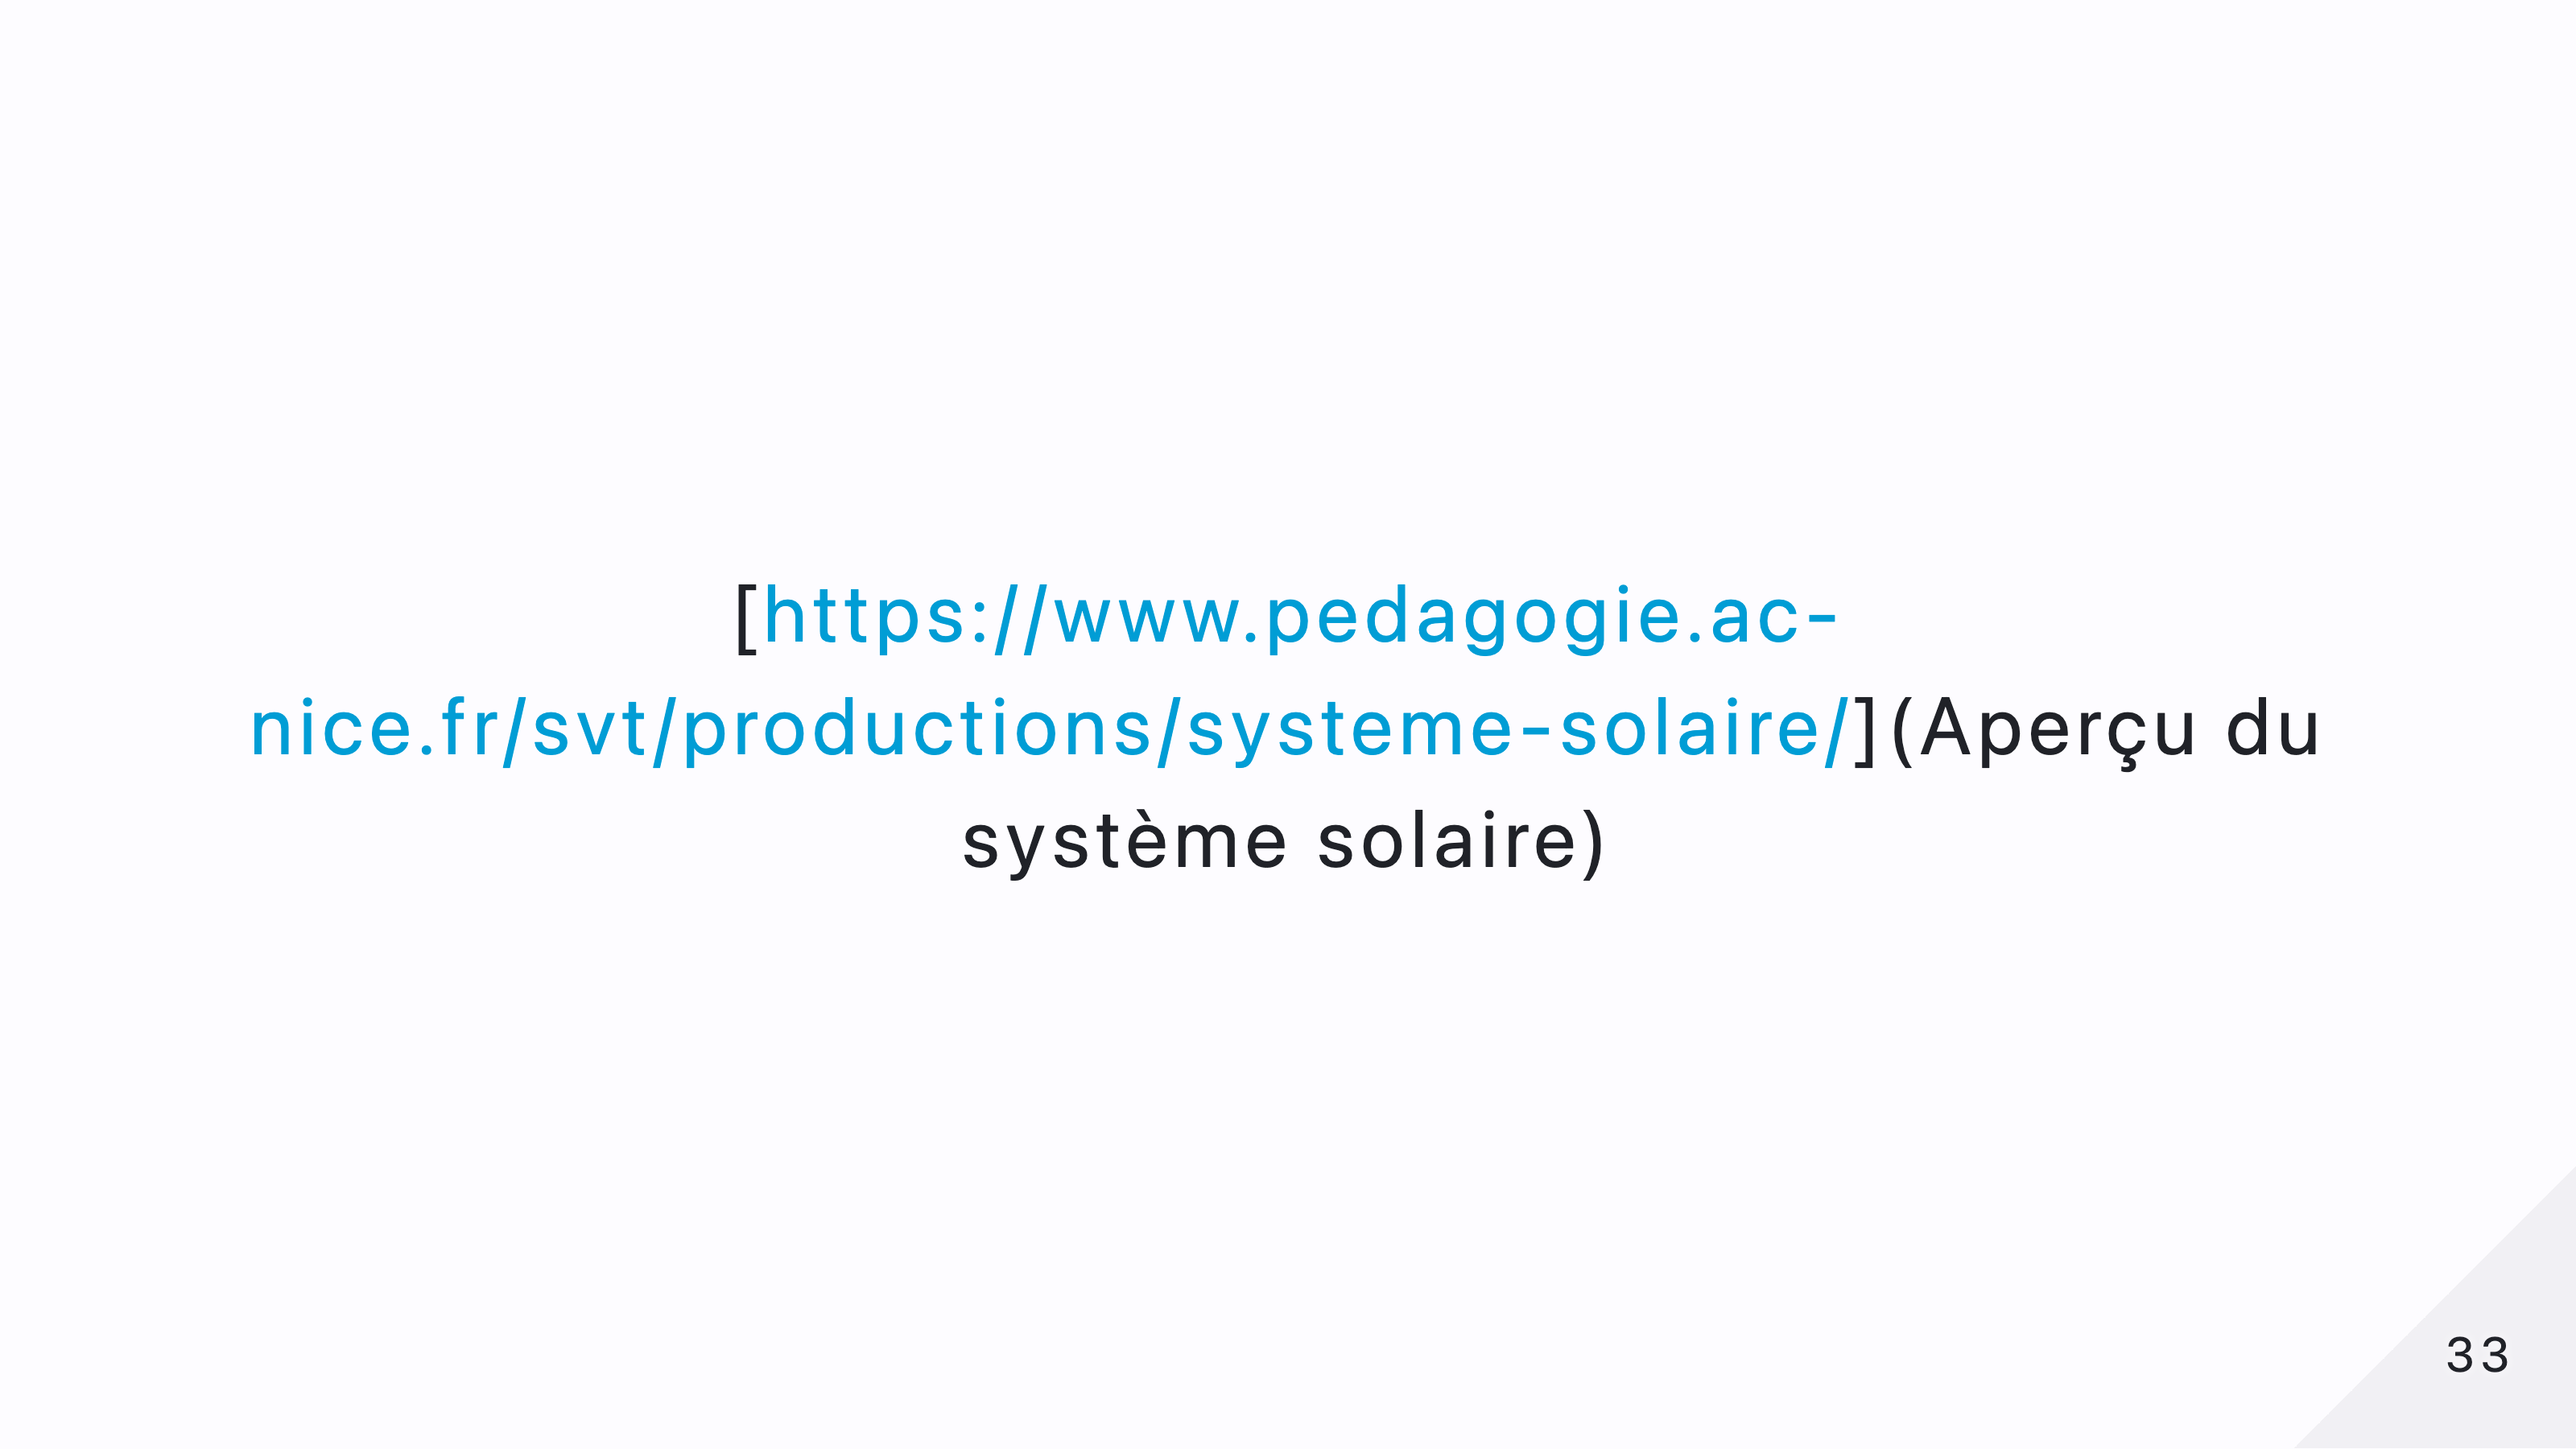 [https://www.pedagogie.ac-
nice.fr/svt/productions/systeme-solaire/](Aperçu du
système solaire)
33